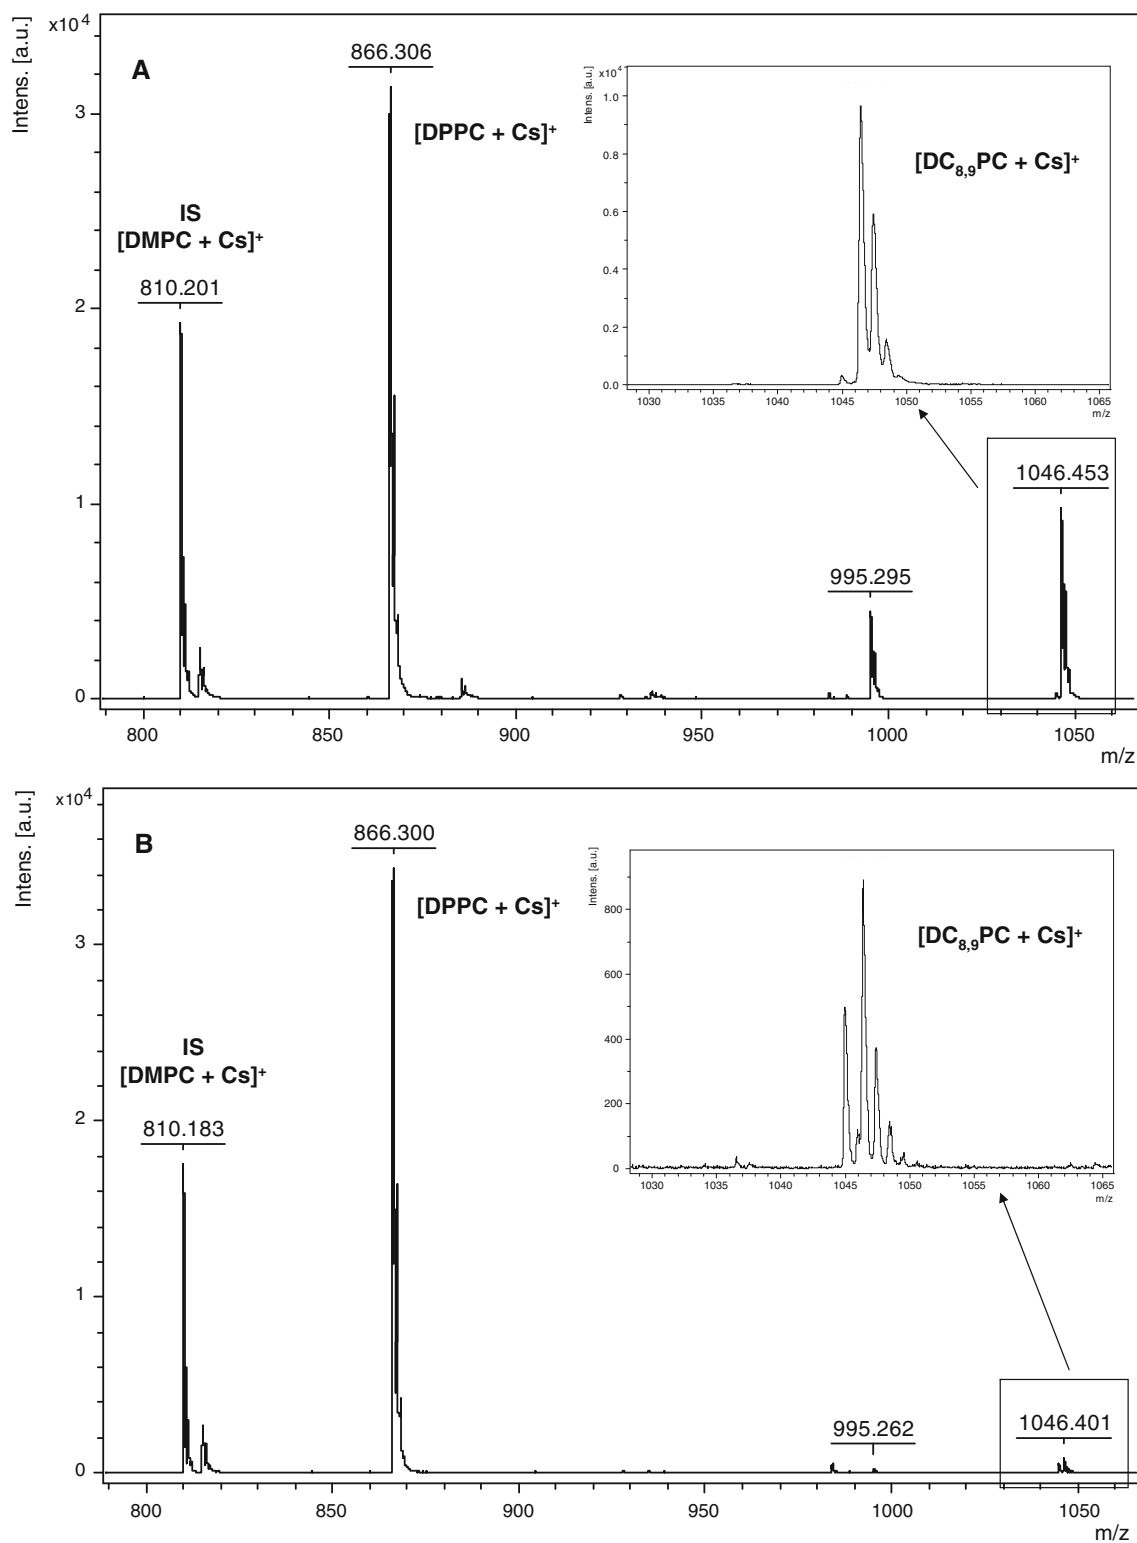 x10⁴
Intens. [a.u.]
A
866.306
[DPPC + Cs]⁺
IS
[DMPC + Cs]⁺
810.201
3
2
1
0
995.295
1046.453
800
850
900
950
1000
1050
m/z
x10⁴
Intens. [a.u.]
[DC₈,₉PC + Cs]⁺
1.0
0.8
0.6
0.4
0.2
0.0
1030
1035
1040
1045
1050
1055
1060
1065
m/z
x10⁴
Intens. [a.u.]
B
866.300
[DPPC + Cs]⁺
IS
[DMPC + Cs]⁺
810.183
3
2
1
0
995.262
1046.401
800
850
900
950
1000
1050
m/z
Intens. [a.u.]
[DC₈,₉PC + Cs]⁺
800
600
400
200
0
1030
1035
1040
1045
1050
1055
1060
1065
m/z